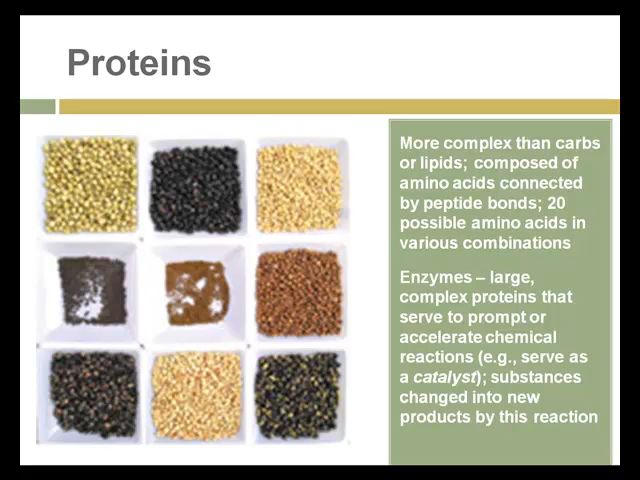 Proteins
More complex than carbs
or lipids; composed of
amino acids connected
by peptide bonds; 20
possible amino acids in
various combinations
Enzymes – large,
complex proteins that
serve to prompt or
accelerate chemical
reactions (e.g., serve as
a catalyst); substances
changed into new
products by this reaction